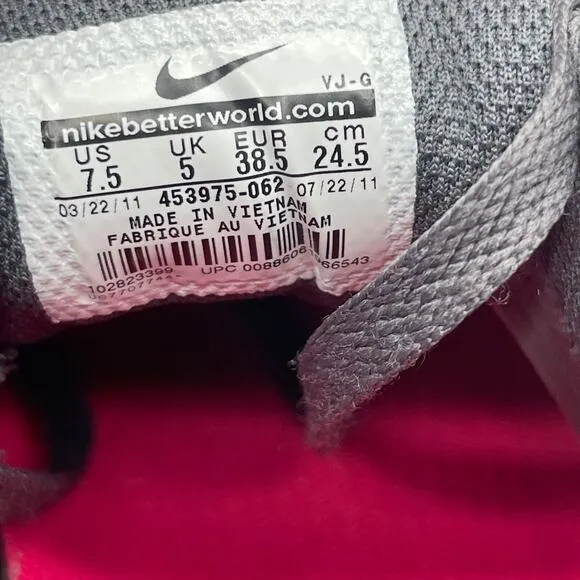 VJ-G
nikebetterworld.com
US UK EUR cm
7.5 5 38.5 24.5
03/22/11 453975-062 07/22/11
MADE IN VIETNAM
FABRIQUE AU VIETNAM
102823399 UPC